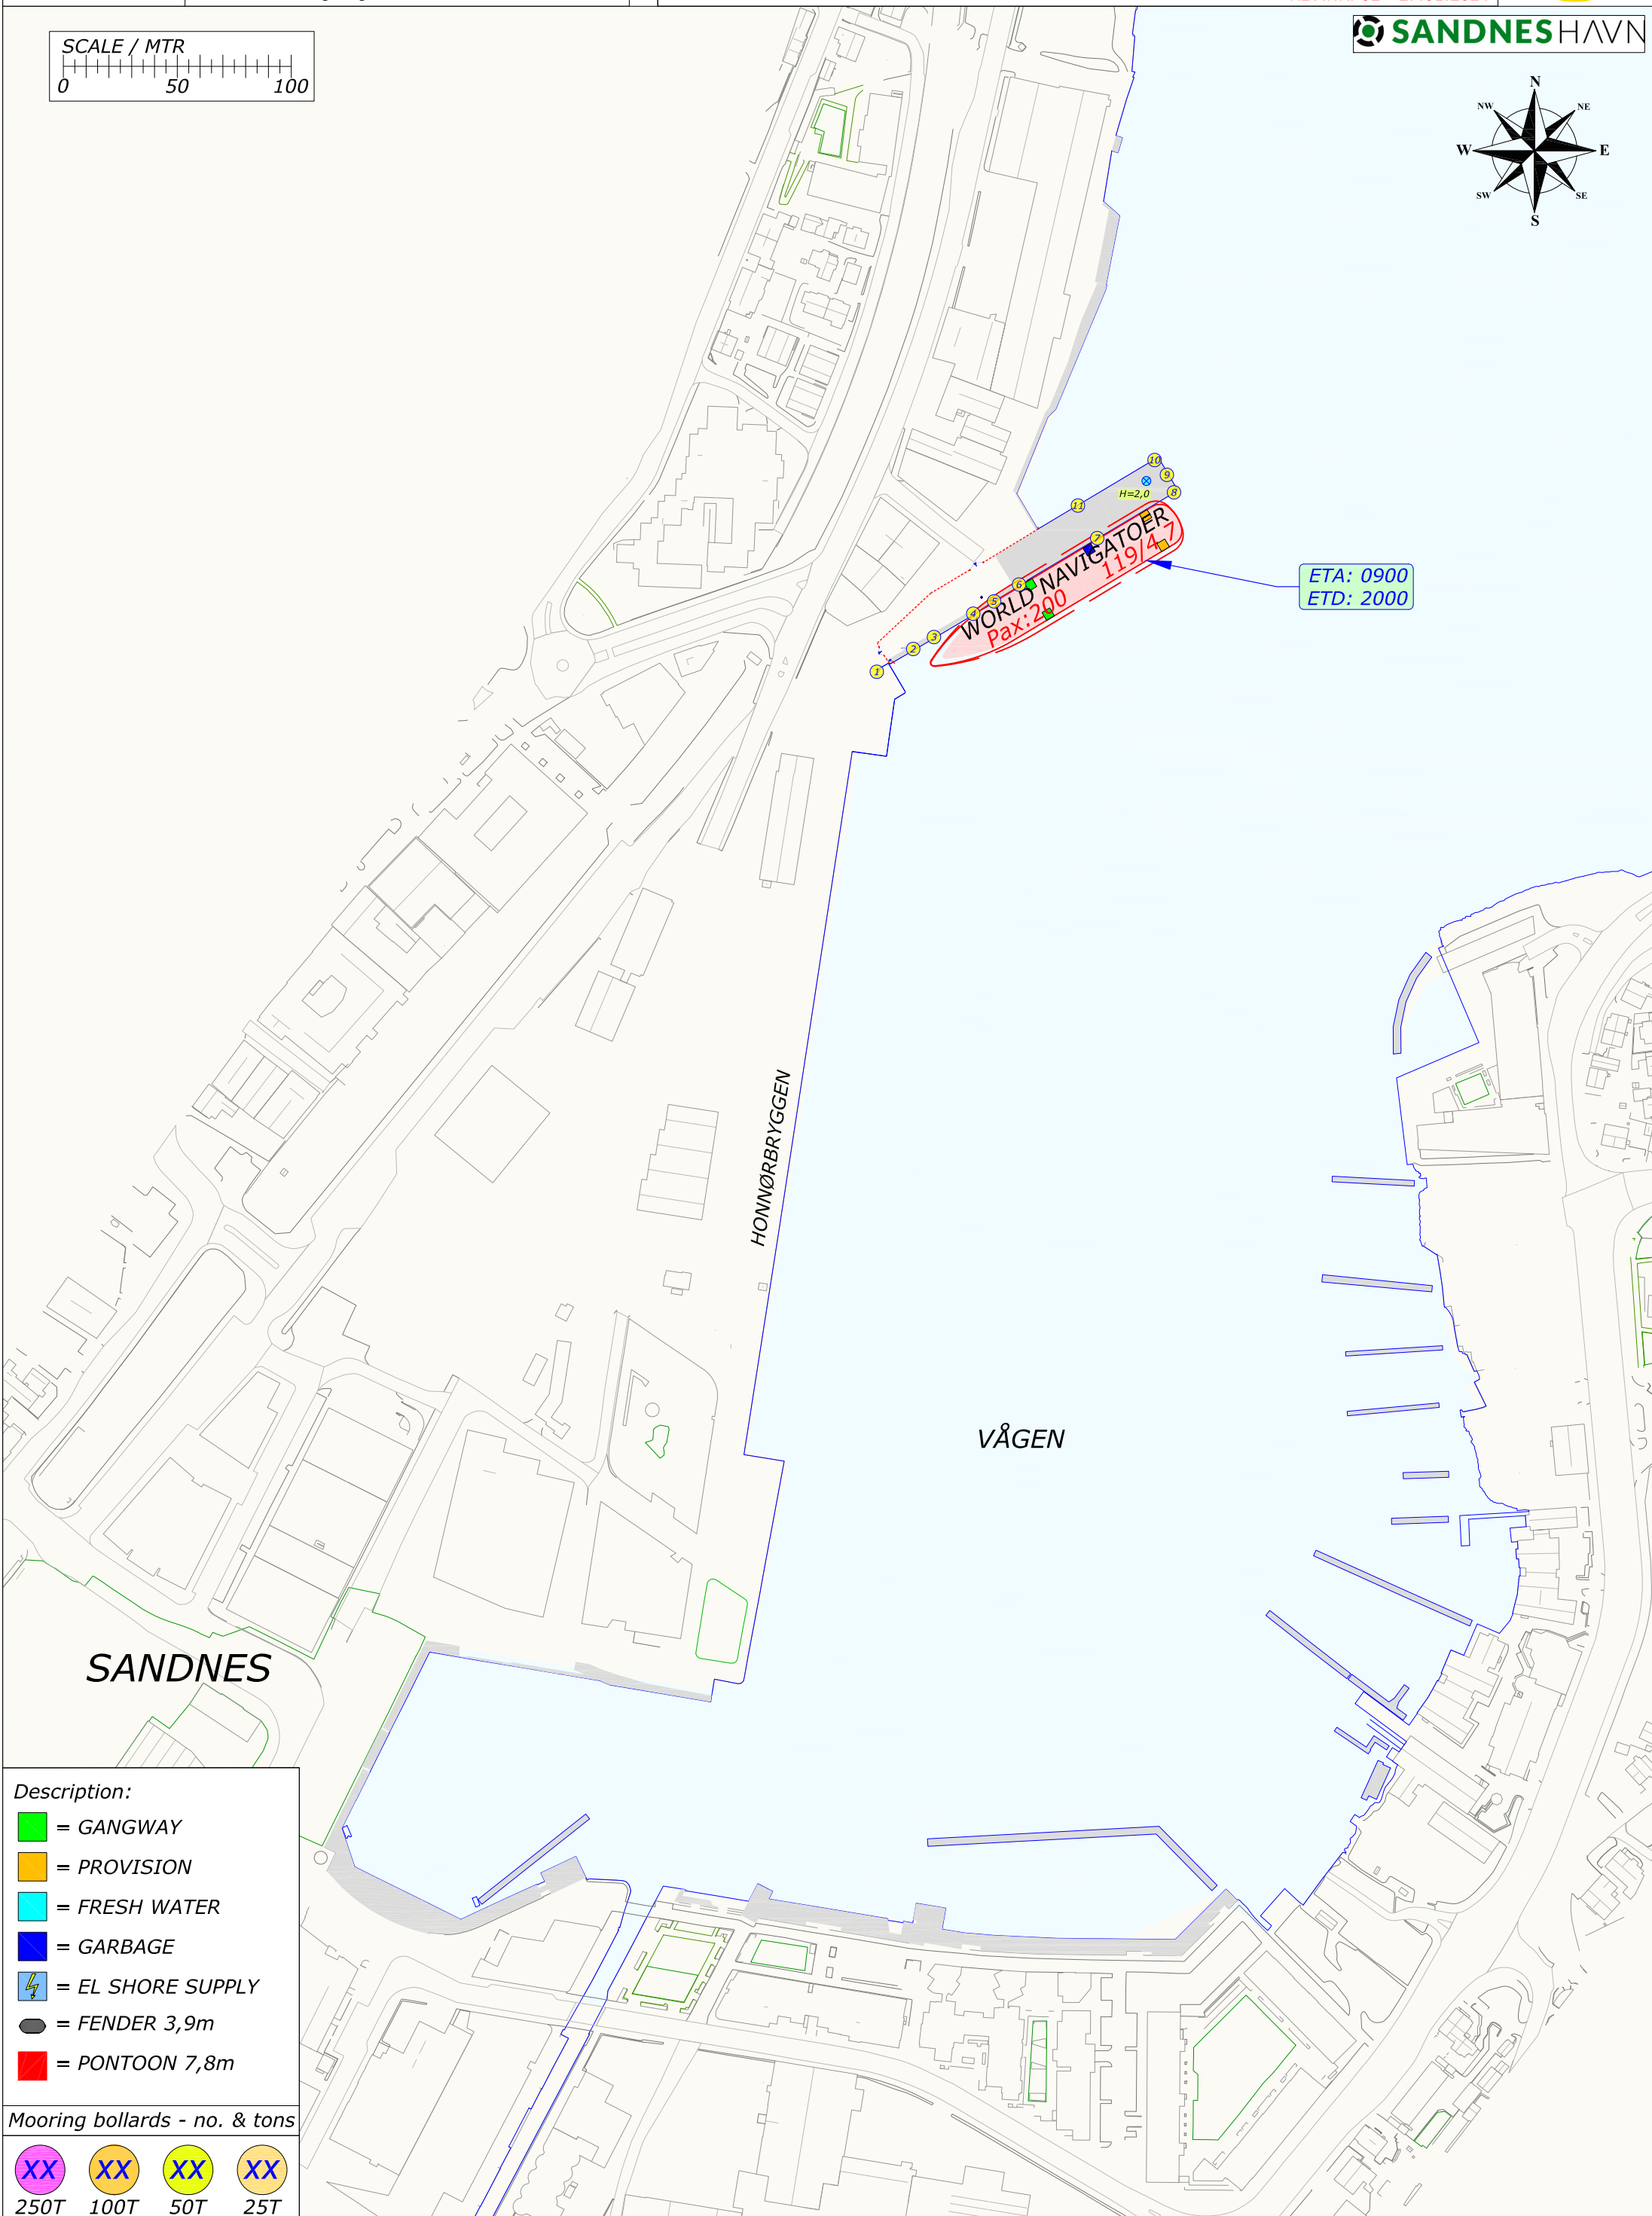 SCALE / MTR
0 50 100
SANDNESHAVN
N
NW NE
W E
SW SE
S
10
9
8
H=2,0
11
7
6
5
4
3
2
1
WORLD NAVIGATOER
119/4,7
Pax:200
ETA: 0900
ETD: 2000
HONNØRBRYGGEN
VÅGEN
SANDNES
Description:
= GANGWAY
= PROVISION
= FRESH WATER
= GARBAGE
= EL SHORE SUPPLY
= FENDER 3,9m
= PONTOON 7,8m
Mooring bollards - no. & tons
XX XX XX XX
250T 100T 50T 25T